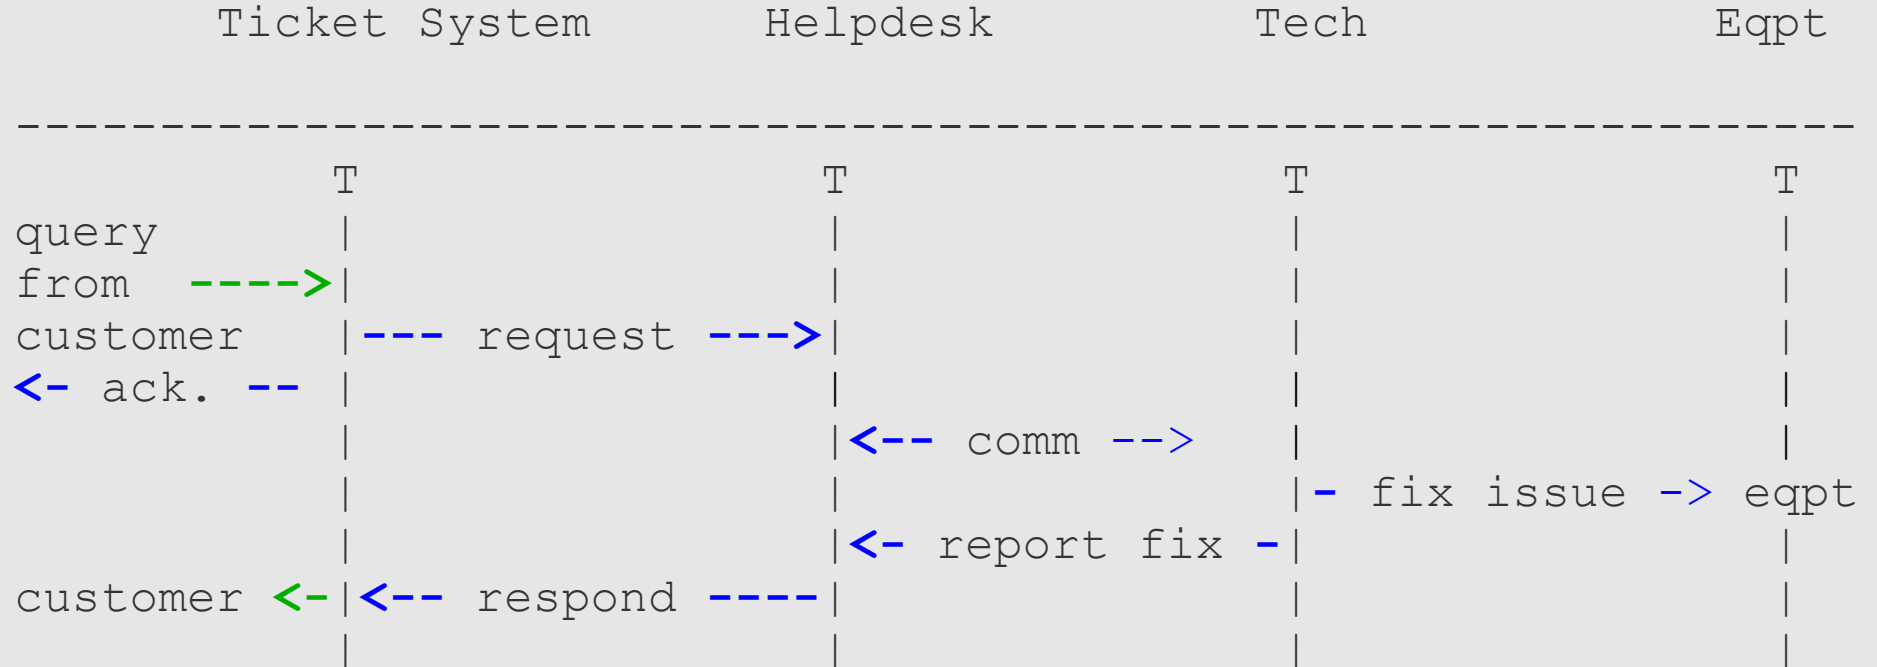 Ticket System      Helpdesk         Tech            Eqpt
----------------------------------------------------------------
           T                T               T                T
query      |                |               |                |
from  ---->|                |               |                |
customer   |--- request --->|               |                |
<- ack. -- |                |               |                |
           |                |<-- comm -->   |                |
           |                |               |- fix issue -> eqpt
           |                |<- report fix -|                |
customer <-|<-- respond ----|               |                |
           |                |               |                |